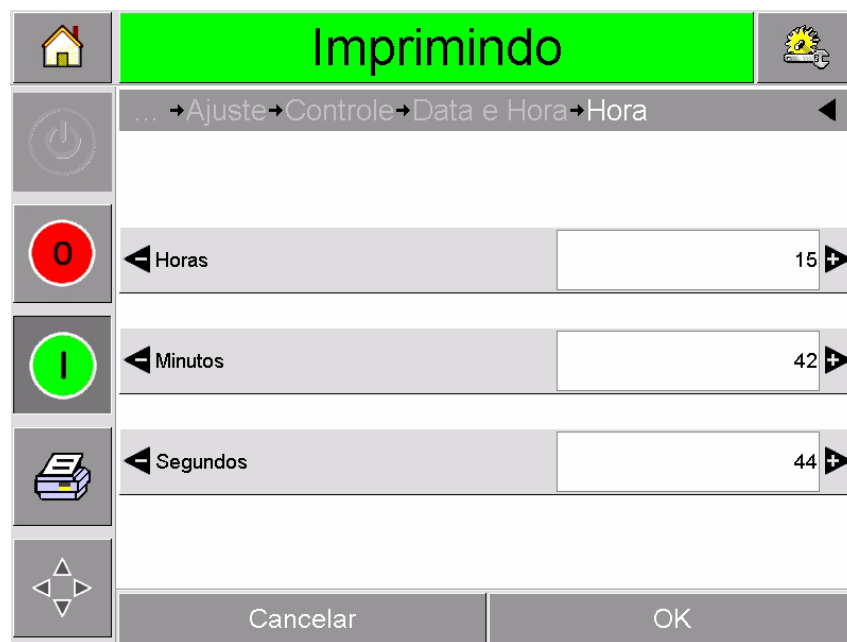 Imprimindo
... →Ajuste→Controle→Data e Hora→Hora
0
Horas 15
I
Minutos 42
Segundos 44
Cancelar OK